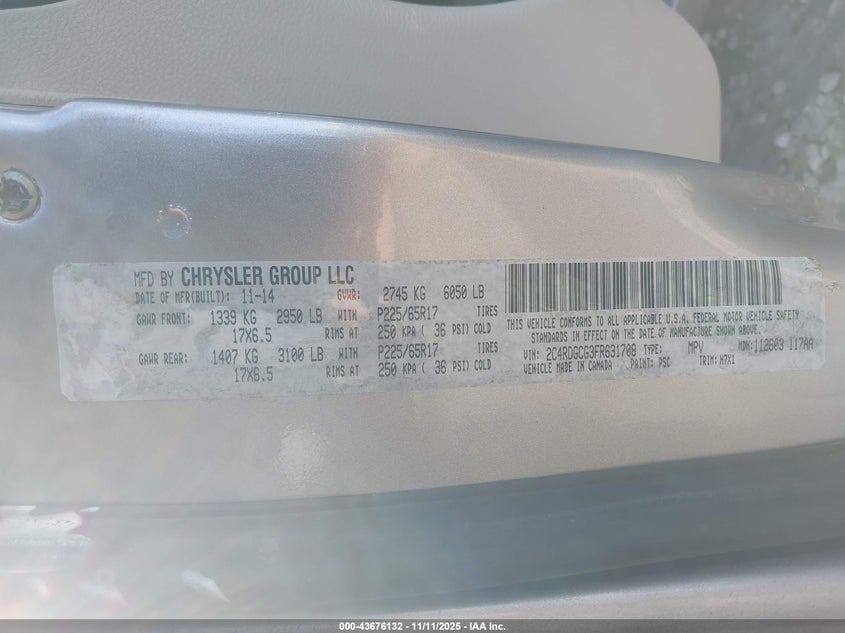 MFD BY CHRYSLER GROUP LLC
DATE OF MFR(BUILT): 11-14 GVWR: 2745 KG 6050 LB
GAWR FRONT: 1339 KG 2950 LB WITH P225/65R17 TIRES
17X6.5 RIMS AT 250 KPA ( 36 PSI) COLD
GAWR REAR: 1407 KG 3100 LB WITH P225/65R17 TIRES
17X6.5 RIMS AT 250 KPA ( 36 PSI) COLD
THIS VEHICLE CONFORMS TO ALL APPLICABLE U.S.A. FEDERAL MOTOR VEHICLE SAFETY
STANDARDS IN EFFECT ON THE DATE OF MANUFACTURE SHOWN ABOVE.
VIN: 2C4RDGCG3FR631708 TYPE: MPV MDH: 112603 117AA
VEHICLE MADE IN CANADA PAINT: PSC TRIM: H7X1
000-43676132 - 11/11/2025 - IAA Inc.